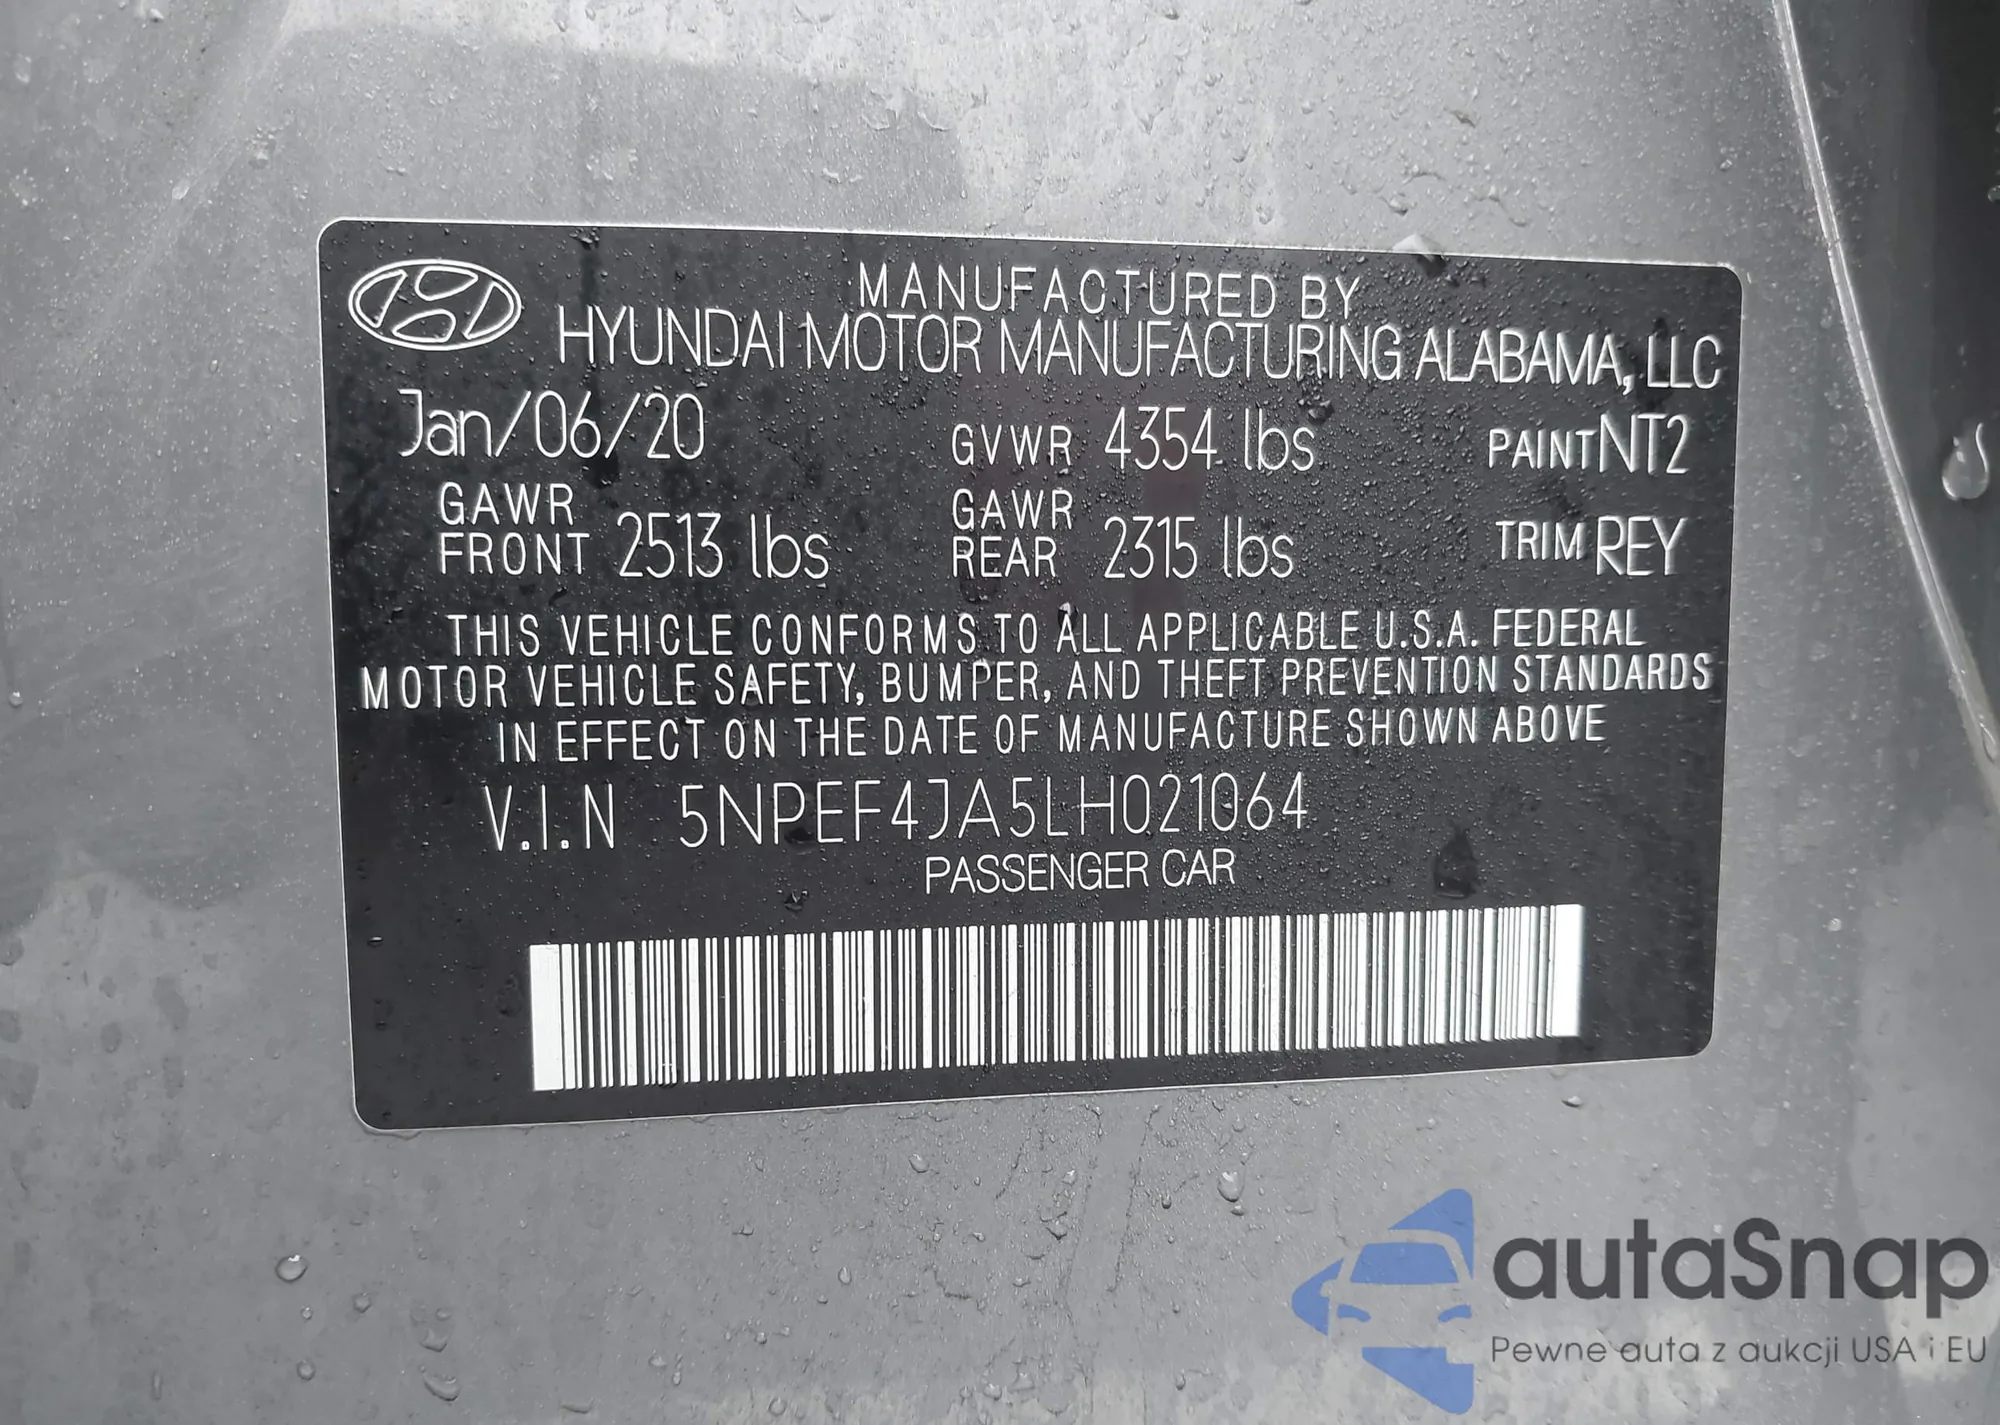 MANUFACTURED BY
HYUNDAI MOTOR MANUFACTURING ALABAMA, LLC
Jan/06/20 GVWR 4354 lbs PAINT NT2
GAWR FRONT 2513 lbs GAWR REAR 2315 lbs TRIM REY
THIS VEHICLE CONFORMS TO ALL APPLICABLE U.S.A. FEDERAL
MOTOR VEHICLE SAFETY, BUMPER, AND THEFT PREVENTION STANDARDS
IN EFFECT ON THE DATE OF MANUFACTURE SHOWN ABOVE
V.I.N 5NPEF4JA5LH021064
PASSENGER CAR
autaSnap
Pewne auta z aukcji USA i EU